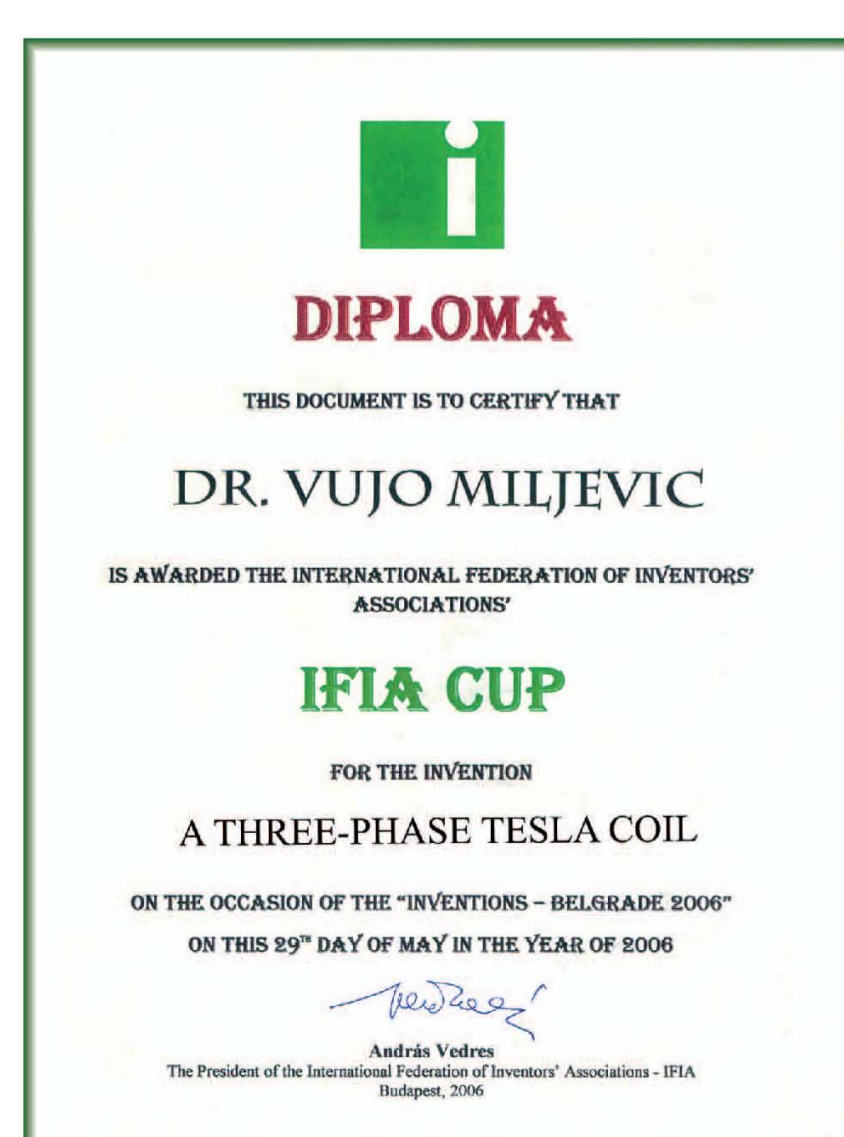 i
DIPLOMA
THIS DOCUMENT IS TO CERTIFY THAT
DR. VUJO MILJEVIC
IS AWARDED THE INTERNATIONAL FEDERATION OF INVENTORS'
ASSOCIATIONS'
IFIA CUP
FOR THE INVENTION
A THREE-PHASE TESLA COIL
ON THE OCCASION OF THE “INVENTIONS – BELGRADE 2006”
ON THIS 29TH DAY OF MAY IN THE YEAR OF 2006
András Vedres
The President of the International Federation of Inventors' Associations - IFIA
Budapest, 2006